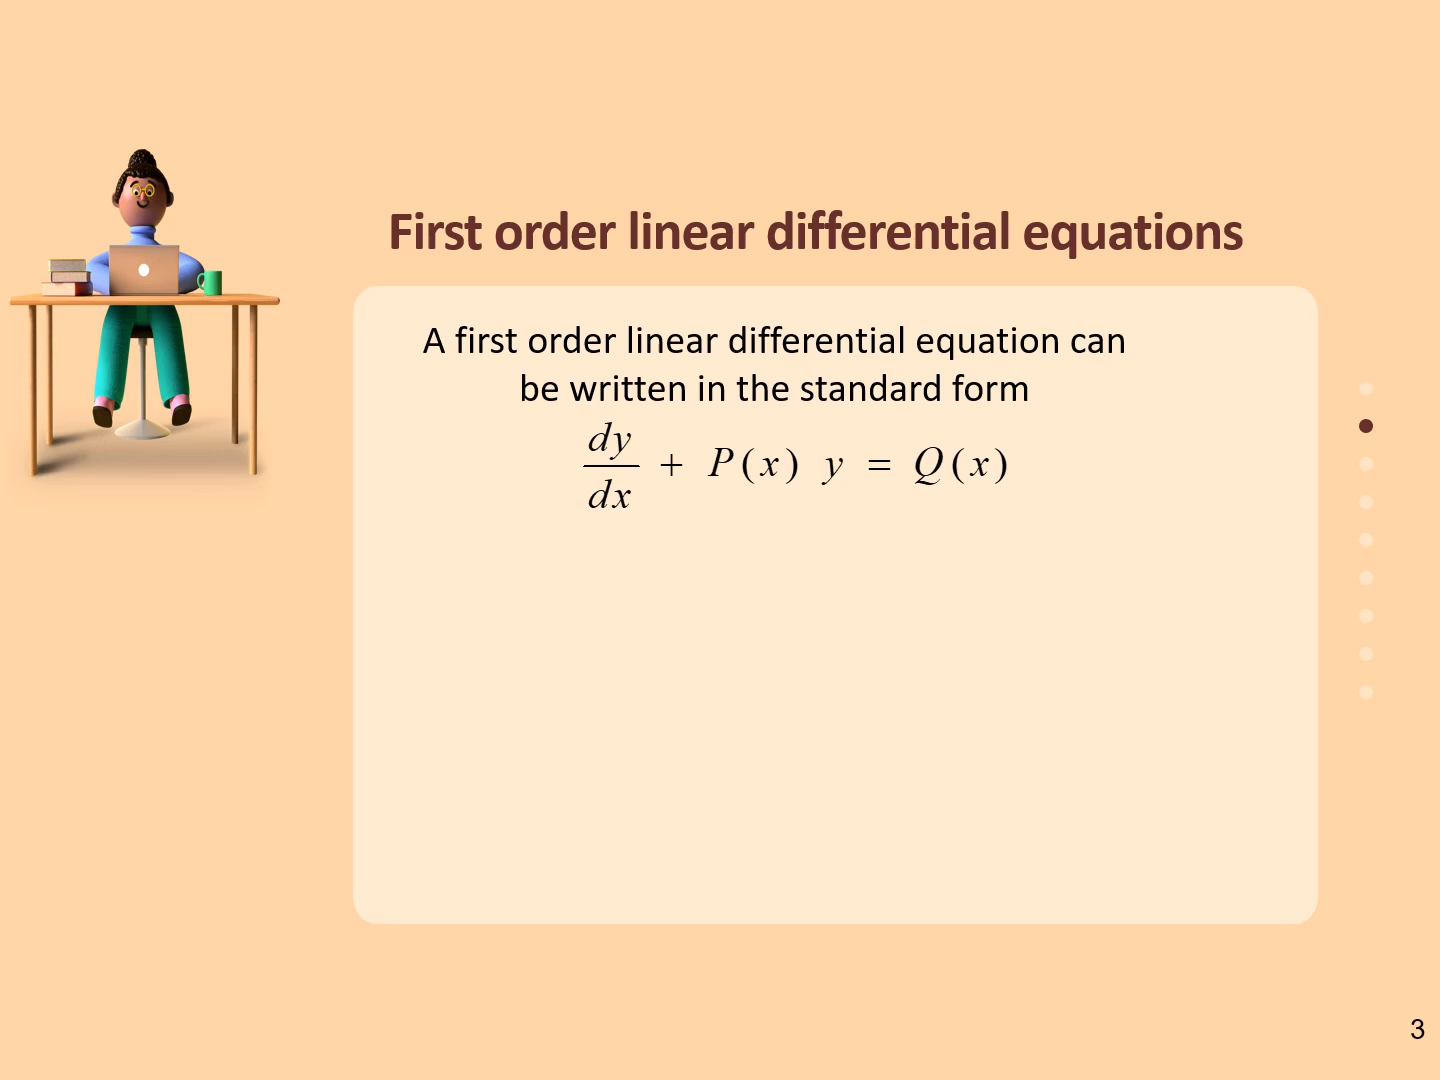 First order linear differential equations
A first order linear differential equation can
be written in the standard form
dy/dx + P(x) y = Q(x)
3